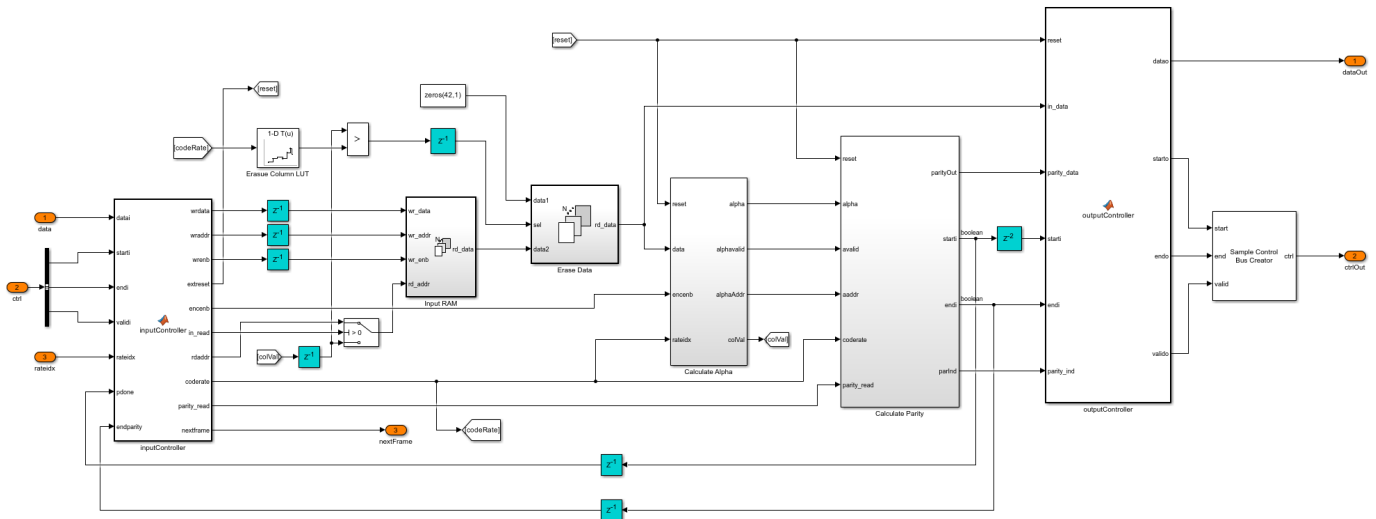 [reset]
reset
datao
1
dataOut
[reset]
zeros(42,1)
in_data
[codeRate]
1-D T(u)
Erasue Column LUT
>
z-1
reset
parityOut
parity_data
starto
outputController
data1
sel
data2
rd_data
Erase Data
reset
alpha
alpha
1
data
datai
wrdata
z-1
wr_data
wraddr
z-1
wr_addr
rd_data
wrenb
z-1
wr_enb
rd_addr
Input RAM
starti
extreset
data
alphavalid
avalid
starti
boolean
z-2
starti
start
Sample Control
Bus Creator
end
ctrl
valid
2
ctrlOut
endo
2
ctrl
endi
encenb
encenb
alphaAddr
aaddr
endi
boolean
endi
validi
inputController
in_read
> 0
[colVal]
z-1
rdaddr
3
rateidx
rateidx
coderate
rateidx
colVal
[colVal]
Calculate Alpha
coderate
parInd
parity_ind
valido
pdone
parity_read
parity_read
Calculate Parity
outputController
endparity
nextframe
3
nextFrame
[codeRate]
inputController
z-1
z-1